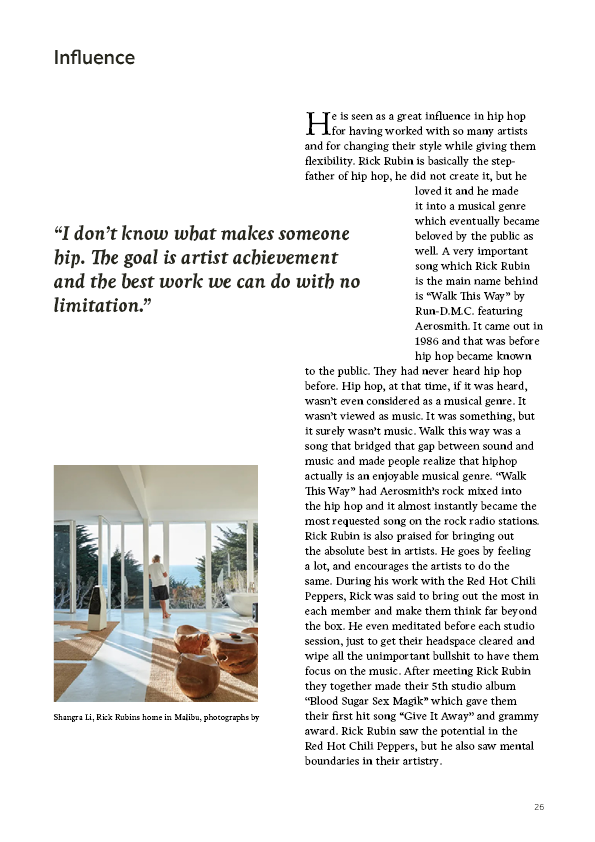 Influence
He is seen as a great influence in hip hop
for having worked with so many artists
and for changing their style while giving them
flexibility. Rick Rubin is basically the step-
father of hip hop, he did not create it, but he
loved it and he made
it into a musical genre
which eventually became
beloved by the public as
well. A very important
song which Rick Rubin
is the main name behind
is “Walk This Way” by
Run-D.M.C. featuring
Aerosmith. It came out in
1986 and that was before
hip hop became known
to the public. They had never heard hip hop
before. Hip hop, at that time, if it was heard,
wasn’t even considered as a musical genre. It
wasn’t viewed as music. It was something, but
it surely wasn’t music. Walk this way was a
song that bridged that gap between sound and
music and made people realize that hiphop
actually is an enjoyable musical genre. “Walk
This Way” had Aerosmith’s rock mixed into
the hip hop and it almost instantly became the
most requested song on the rock radio stations.
Rick Rubin is also praised for bringing out
the absolute best in artists. He goes by feeling
a lot, and encourages the artists to do the
same. During his work with the Red Hot Chili
Peppers, Rick was said to bring out the most in
each member and make them think far beyond
the box. He even meditated before each studio
session, just to get their headspace cleared and
wipe all the unimportant bullshit to have them
focus on the music. After meeting Rick Rubin
they together made their 5th studio album
“Blood Sugar Sex Magik” which gave them
their first hit song “Give It Away” and grammy
award. Rick Rubin saw the potential in the
Red Hot Chili Peppers, but he also saw mental
boundaries in their artistry.
“I don’t know what makes someone
hip. The goal is artist achievement
and the best work we can do with no
limitation.”
Shangra Li, Rick Rubins home in Malibu, photographs by
26